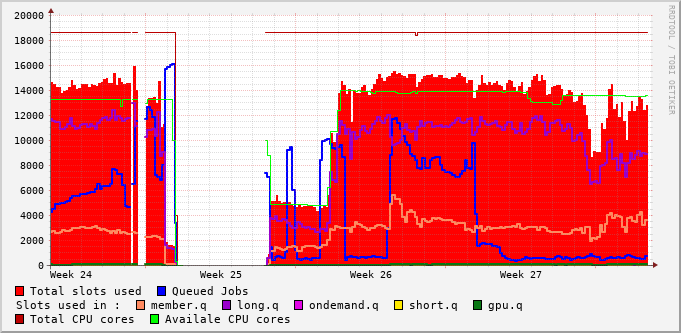 20000
18000
16000
14000
12000
10000
8000
6000
4000
2000
0
Week 24 Week 25 Week 26 Week 27
RRDTOOL / TOBI OETIKER
Total slots used Queued Jobs
Slots used in : member.q long.q ondemand.q short.q gpu.q
Total CPU cores Availale CPU cores